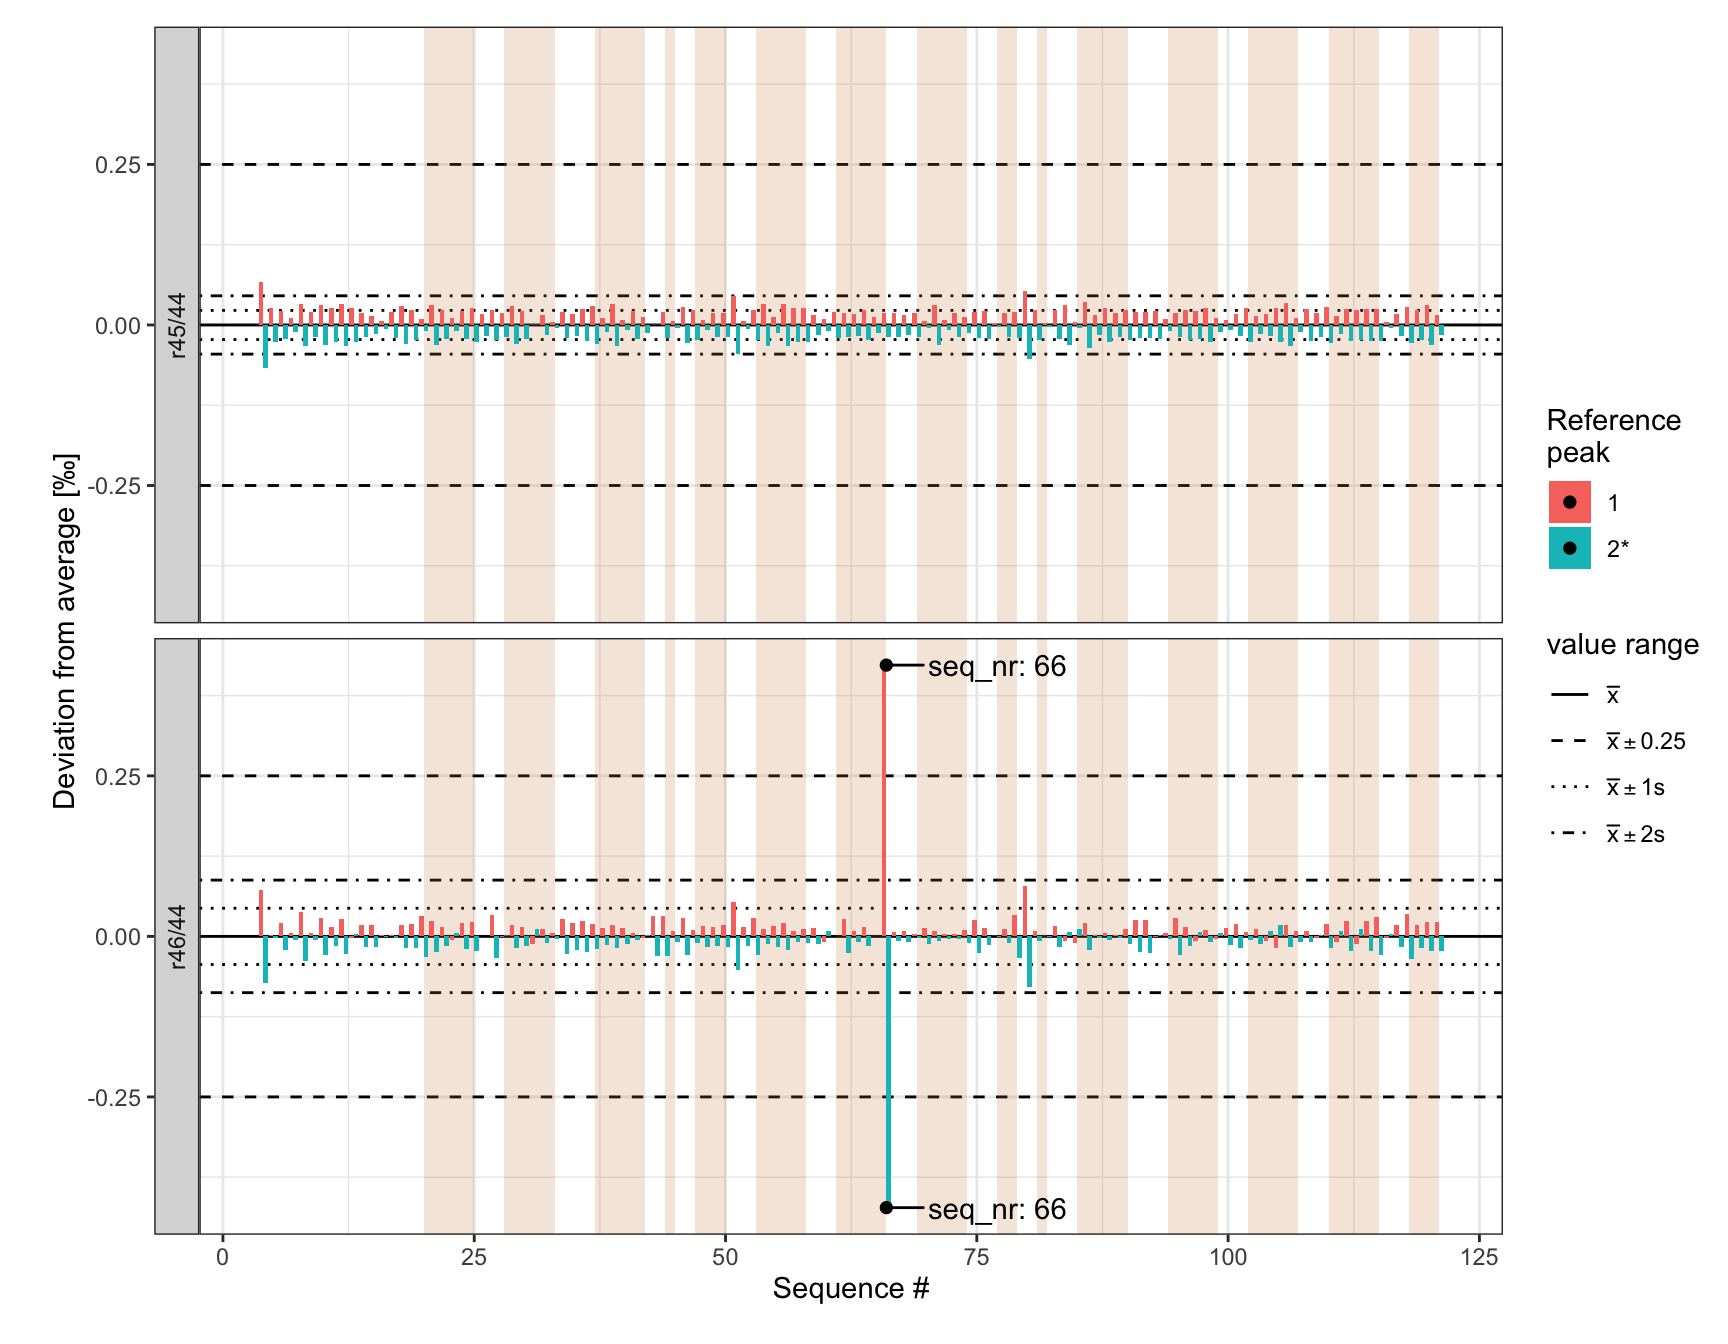 Deviation from average [‰]
r45/44
0.25
0.00
-0.25
r46/44
0.25
0.00
-0.25
seq_nr: 66
seq_nr: 66
0
25
50
75
100
125
Sequence #
Reference
peak
1
2*
value range
x̅
x̅ ± 0.25
x̅ ± 1s
x̅ ± 2s